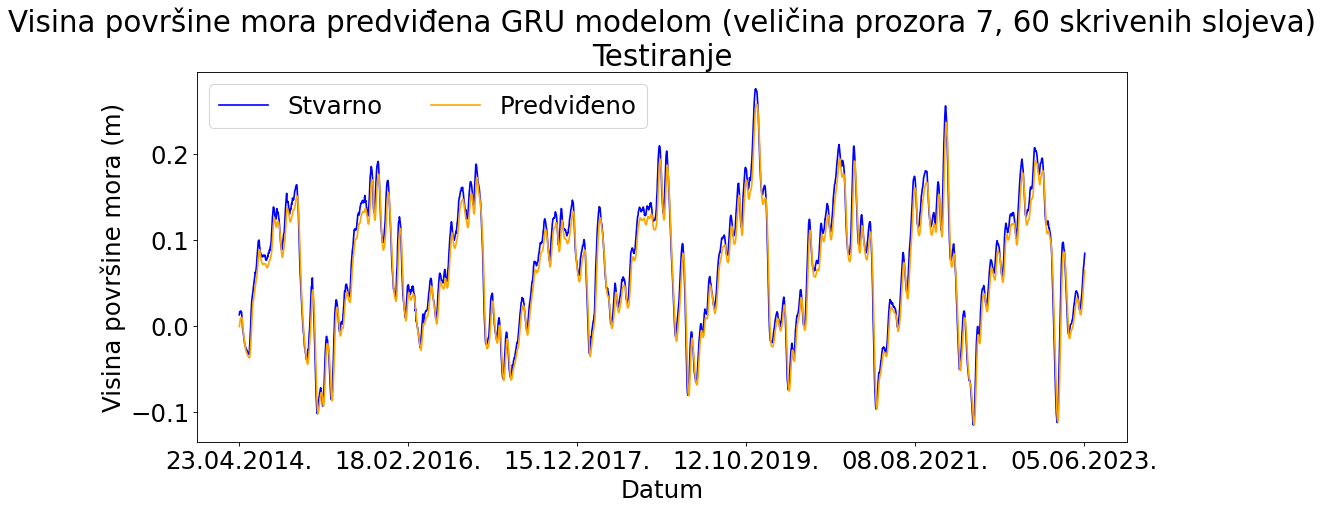 Visina površine mora predviđena GRU modelom (veličina prozora 7, 60 skrivenih slojeva)
Testiranje
Stvarno Predviđeno
Visina površine mora (m)
0.2
0.1
0.0
−0.1
23.04.2014. 18.02.2016. 15.12.2017. 12.10.2019. 08.08.2021. 05.06.2023.
Datum